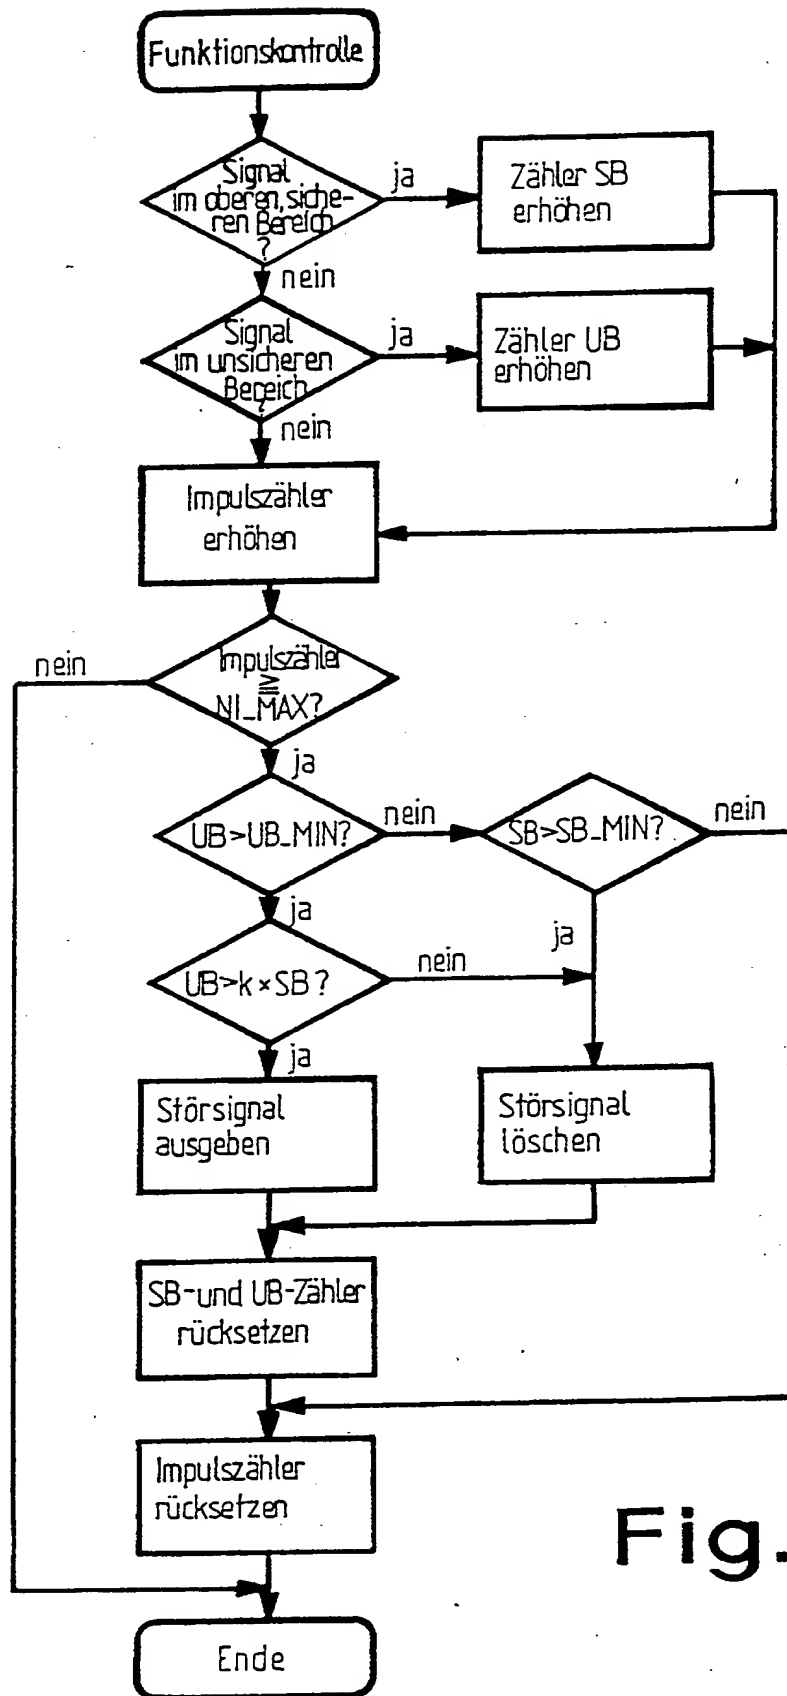 Funktionskontrolle
Signal
im oberen, siche-
ren Bereich
?
ja
Zähler SB
erhöhen
nein
Signal
im unsicheren
Bereich
?
ja
Zähler UB
erhöhen
nein
Impulszähler
erhöhen
nein
Impulszähler
≧
NI_MAX?
ja
UB>UB_MIN?
nein
SB>SB_MIN?
nein
ja
ja
UB>k×SB?
nein
ja
Störsignal
ausgeben
Störsignal
löschen
SB-und UB-Zähler
rücksetzen
Impulszähler
rücksetzen
Fig.
Ende